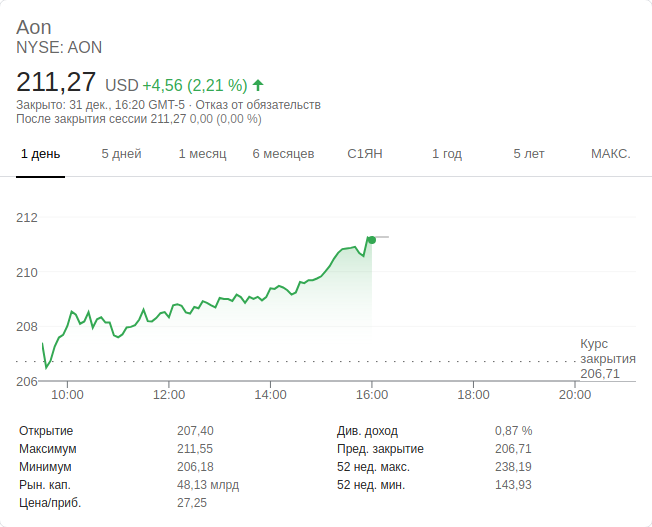 Aon
NYSE: AON
211,27 USD +4,56 (2,21 %)
Закрыто: 31 дек., 16:20 GMT-5 · Отказ от обязательств
После закрытия сессии 211,27 0,00 (0,00 %)
1 день 5 дней 1 месяц 6 месяцев С1ЯН 1 год 5 лет МАКС.
212
210
208
206
Курс
закрытия
206,71
10:00 12:00 14:00 16:00 18:00 20:00
Открытие 207,40 Див. доход 0,87 %
Максимум 211,55 Пред. закрытие 206,71
Минимум 206,18 52 нед. макс. 238,19
Рын. кап. 48,13 млрд 52 нед. мин. 143,93
Цена/приб. 27,25